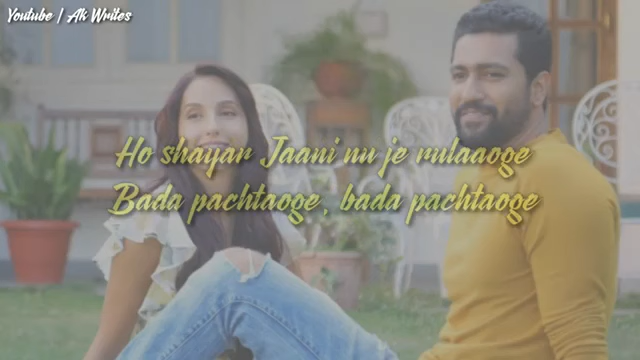 Youtube | Ak Writes
Ho shayar Jaani nu je rulaaoge
Bada pachtaoge, bada pachtaoge